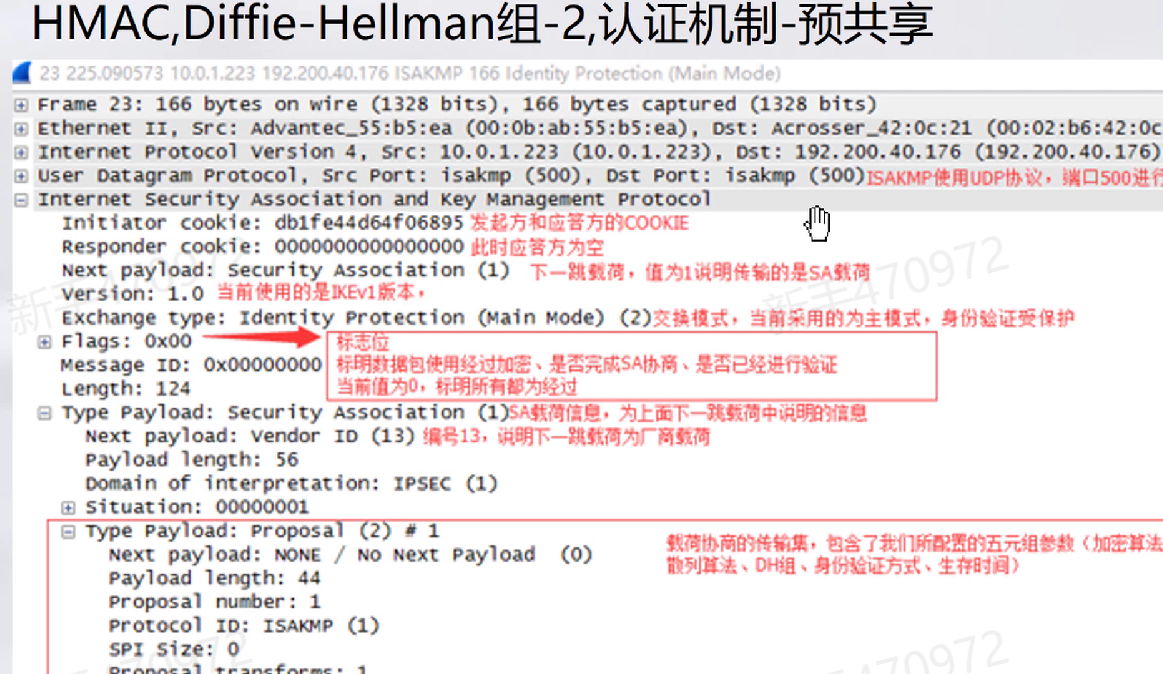 HMAC,Diffie-Hellman组-2,认证机制-预共享
23 225.090573 10.0.1.223 192.200.40.176 ISAKMP 166 Identity Protection (Main Mode)
Frame 23: 166 bytes on wire (1328 bits), 166 bytes captured (1328 bits)
Ethernet II, Src: Advantec_55:b5:ea (00:0b:ab:55:b5:ea), Dst: Acrosser_42:0c:21 (00:02:b6:42:0c
Internet Protocol Version 4, Src: 10.0.1.223 (10.0.1.223), Dst: 192.200.40.176 (192.200.40.176)
User Datagram Protocol, Src Port: isakmp (500), Dst Port: isakmp (500)ISAKMP使用UDP协议，端口500进行
Internet Security Association and Key Management Protocol
Initiator cookie: db1fe44d64f06895 发起方和应答方的COOKIE
Responder cookie: 0000000000000000 此时应答方为空
Next payload: Security Association (1) 下一跳载荷，值为1说明传输的是SA载荷
Version: 1.0 当前使用的是IKEv1版本，
Exchange type: Identity Protection (Main Mode) (2)交换模式，当前采用的为主模式，身份验证受保护
Flags: 0x00 标志位
标明数据包使用经过加密、是否完成SA协商、是否已经进行验证
Message ID: 0x00000000
当前值为0，标明所有都为经过
Length: 124
Type Payload: Security Association (1)SA载荷信息，为上面下一跳载荷中说明的信息
Next payload: Vendor ID (13) 编号13，说明下一跳载荷为厂商载荷
Payload length: 56
Domain of interpretation: IPSEC (1)
Situation: 00000001
Type Payload: Proposal (2) # 1
载荷协商的传输集，包含了我们所配置的五元组参数（加密算法
Next payload: NONE / No Next Payload (0)
散列算法、DH组、身份验证方式、生存时间）
Payload length: 44
Proposal number: 1
Protocol ID: ISAKMP (1)
SPI Size: 0
Proposal transforms: 1
新手470972